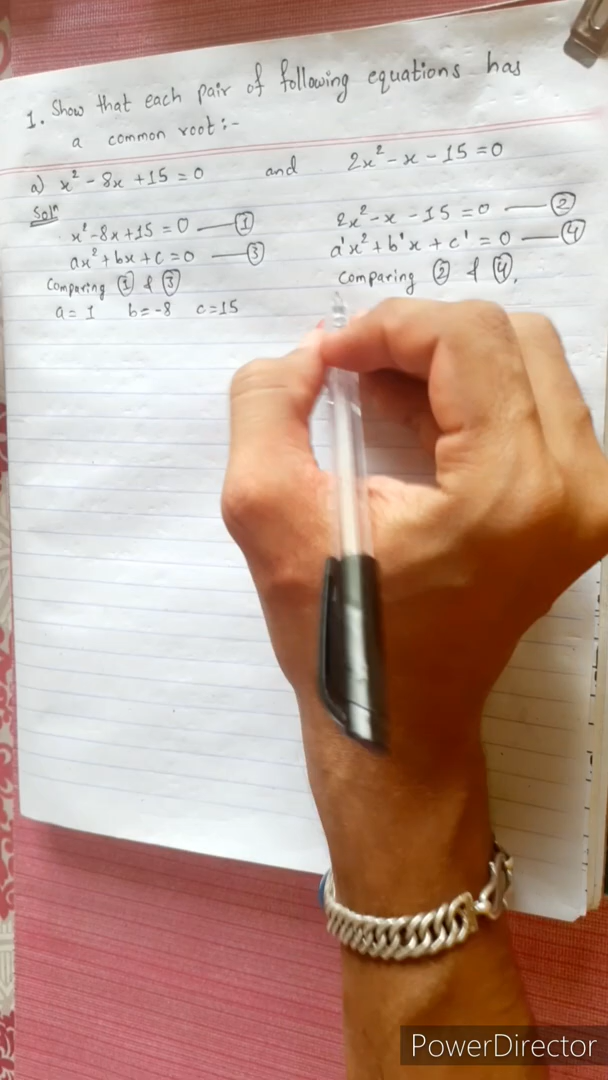 1. Show that each pair of following equations has
a common root:-
a) x² - 8x + 15 = 0 and 2x² - x - 15 = 0
Solⁿ
x² - 8x + 15 = 0 —— ①
2x² - x - 15 = 0 —— ②
ax² + bx + c = 0 —— ③
a'x² + b'x + c' = 0 —— ④
Comparing ① & ③
Comparing ② & ④,
a = 1 b = -8 c = 15
PowerDirector